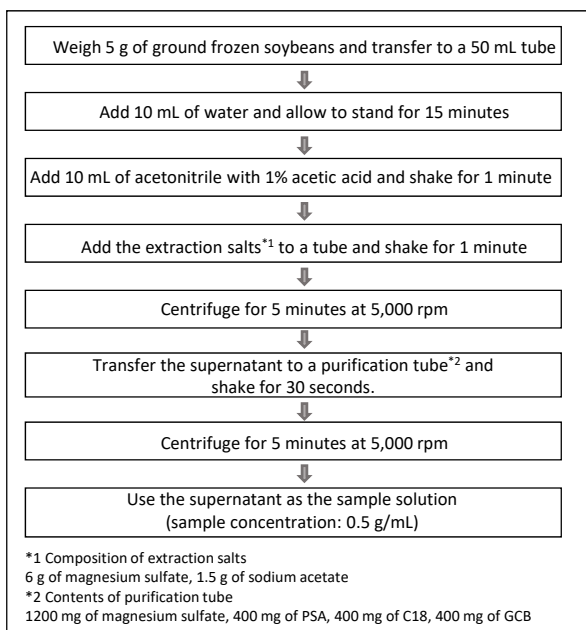 Weigh 5 g of ground frozen soybeans and transfer to a 50 mL tube
Add 10 mL of water and allow to stand for 15 minutes
Add 10 mL of acetonitrile with 1% acetic acid and shake for 1 minute
Add the extraction salts*1 to a tube and shake for 1 minute
Centrifuge for 5 minutes at 5,000 rpm
Transfer the supernatant to a purification tube*2 and
shake for 30 seconds.
Centrifuge for 5 minutes at 5,000 rpm
Use the supernatant as the sample solution
(sample concentration: 0.5 g/mL)
*1 Composition of extraction salts
6 g of magnesium sulfate, 1.5 g of sodium acetate
*2 Contents of purification tube
1200 mg of magnesium sulfate, 400 mg of PSA, 400 mg of C18, 400 mg of GCB